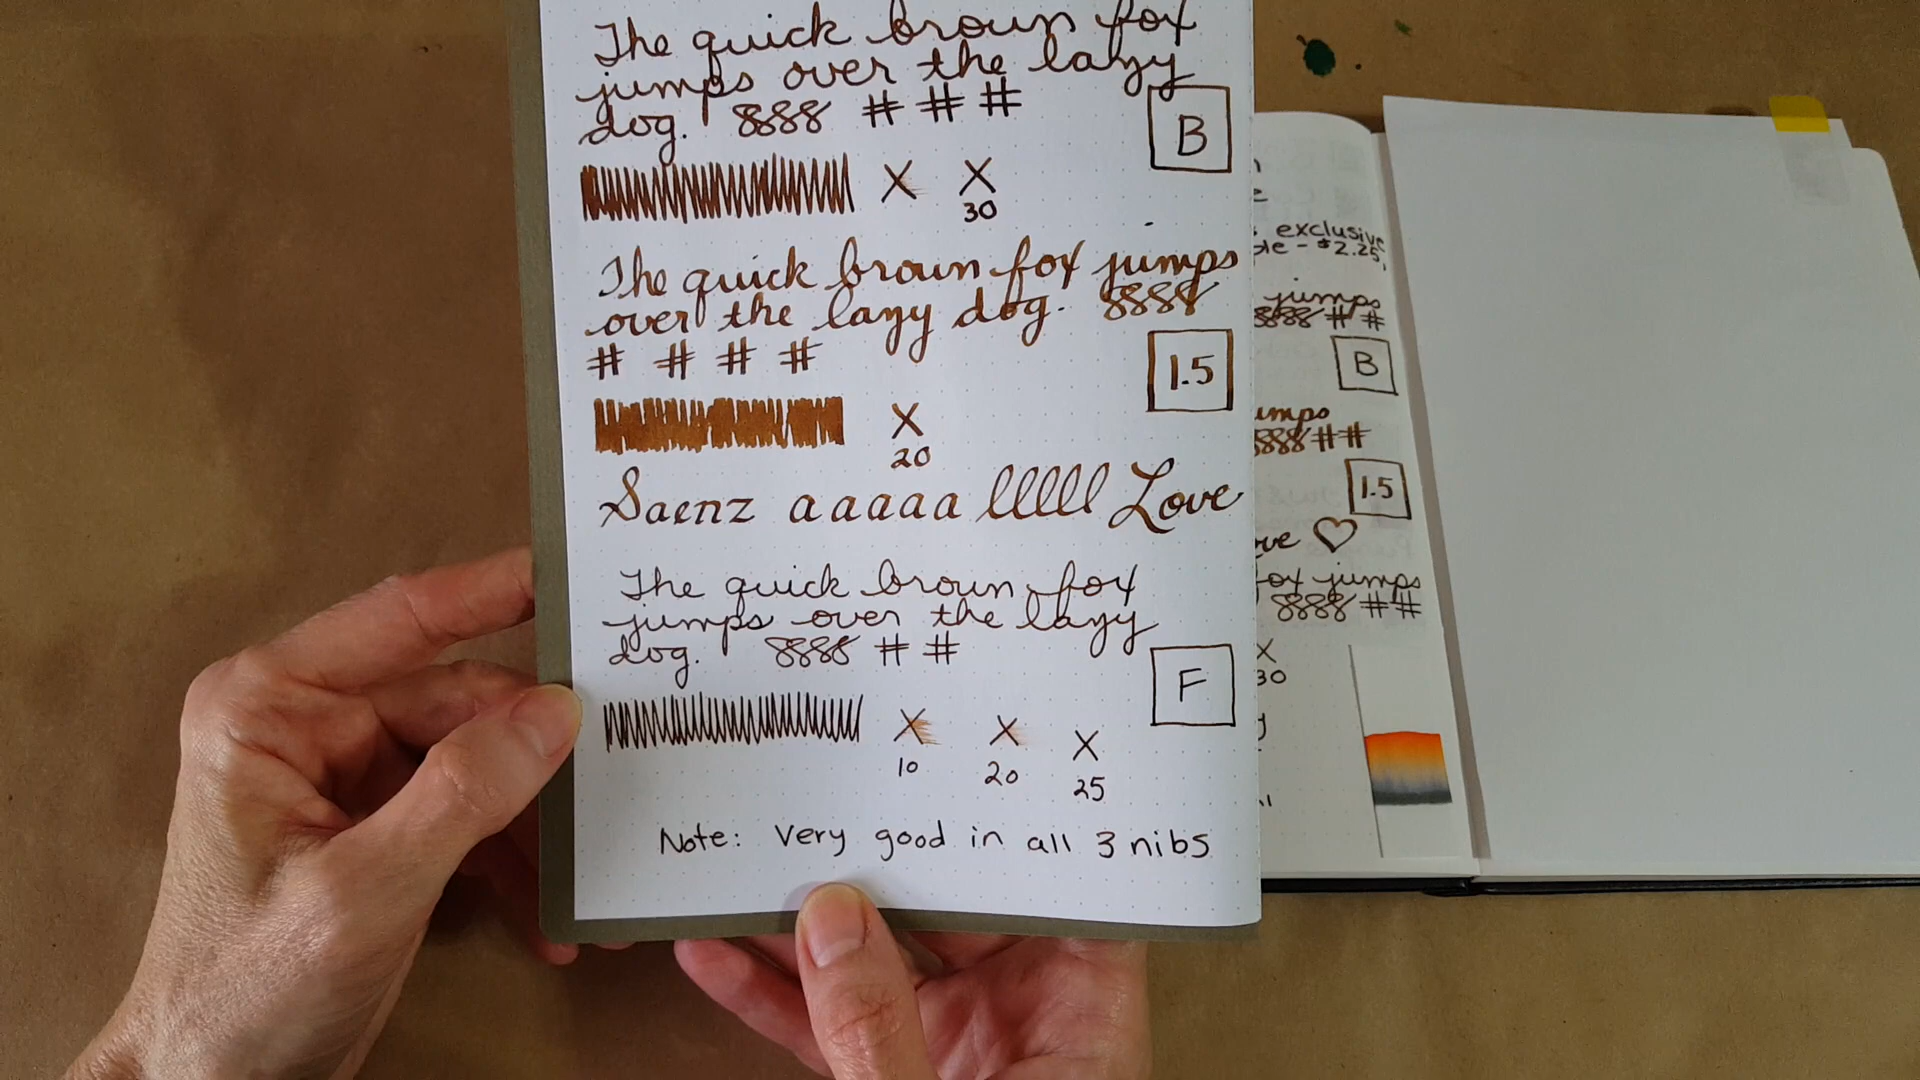 The quick brown fox
jumps over the lazy
dog. 8888 # # #
B
X X
30
The quick brown fox jumps
over the lazy dog. 8888
# # # #
1.5
X
20
Saenz aaaaa lllll Love
The quick brown fox
jumps over the lazy
dog. 8888 # #
F
X X X
10 20 25
Note: Very good in all 3 nibs
exclusive
- $2.25,
jumps
8888 # #
B
umps
888 # #
1.5
ve ♡
fox jumps
8888 # #
X
30